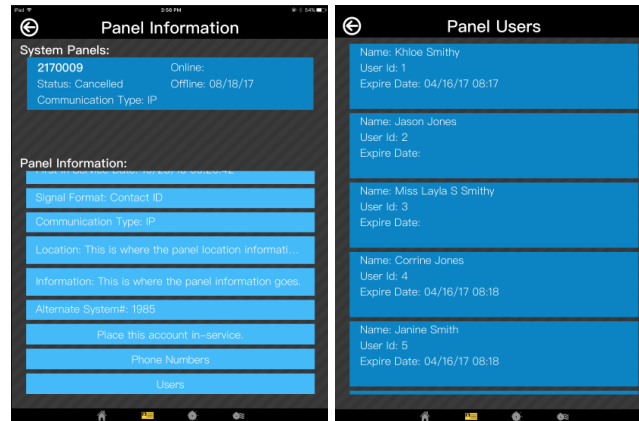 iPad
3:50 PM
54%
Panel Information
System Panels:
2170009
Online:
Status: Cancelled
Offline: 08/18/17
Communication Type: IP
Panel Information:
Signal Format: Contact ID
Communication Type: IP
Location: This is where the panel location informati...
Information: This is where the panel information goes.
Alternate System#: 1985
Place this account in-service.
Phone Numbers
Users
Panel Users
Name: Khloe Smithy
User Id: 1
Expire Date: 04/16/17 08:17
Name: Jason Jones
User Id: 2
Expire Date:
Name: Miss Layla S Smithy
User Id: 3
Expire Date:
Name: Corrine Jones
User Id: 4
Expire Date: 04/16/17 08:18
Name: Janine Smith
User Id: 5
Expire Date: 04/16/17 08:18